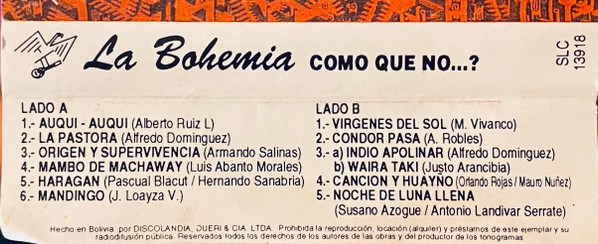 La Bohemia COMO QUE NO...?
SLC
13918
LADO A
1.- AUQUI - AUQUI (Alberto Ruiz L)
2.- LA PASTORA (Alfredo Dominguez)
3.- ORIGEN Y SUPERVIVENCIA (Armando Salinas)
4.- MAMBO DE MACHAWAY (Luis Abanto Morales)
5.- HARAGAN (Pascual Blacut / Hernando Sanabria)
6.- MANDINGO (J. Loayza V.)
LADO B
1.- VIRGENES DEL SOL (M. Vivanco)
2.- CONDOR PASA (A. Robles)
3.- a) INDIO APOLINAR (Alfredo Dominguez)
b) WAIRA TAKI (Justo Arancibia)
4.- CANCION Y HUAYÑO (Orlando Rojas / Mauro Nuñez)
5.- NOCHE DE LUNA LLENA
(Susano Azogue / Antonio Landivar Serrate)
Hecho en Bolivia por DISCOLANDIA, DUERI & CIA. LTDA. Prohibida la reproducción, locación (alquiler) y préstamos de este ejemplar y su
radiodifusión pública. Reservados todos los derechos de los autores de las obras y del productor de los fonogramas